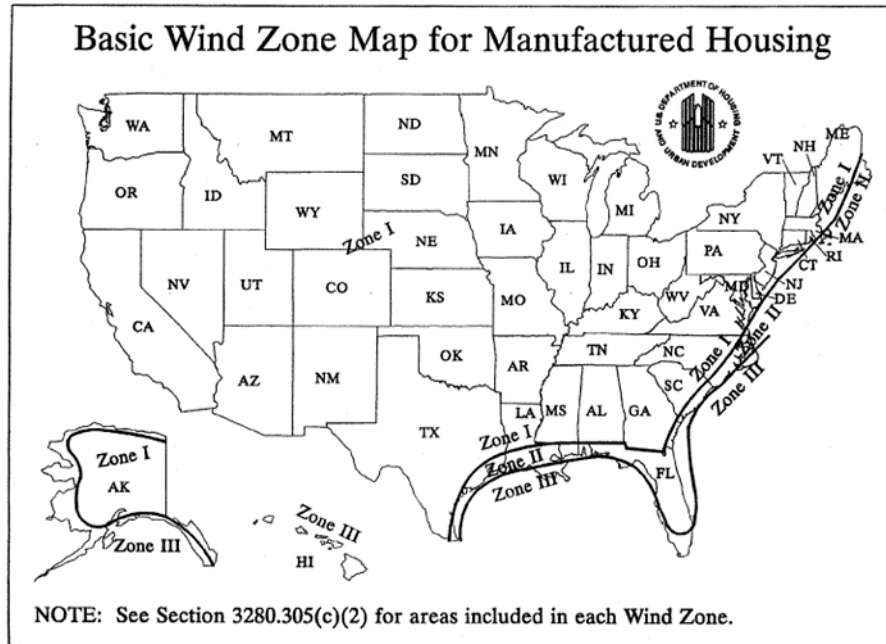 Basic Wind Zone Map for Manufactured Housing
U.S. DEPARTMENT OF HOUSING
AND URBAN DEVELOPMENT
WA
MT
ND
MN
ME
NH
VT
Zone I
Zone II
OR
ID
SD
WI
WY
MI
NY
Zone I
NE
IA
PA
MA
RI
CT
NV
UT
CO
IL
IN
OH
NJ
MD
DE
CA
KS
MO
WV
VA
KY
Zone I
Zone II
Zone III
AZ
NM
OK
AR
TN
NC
SC
TX
LA
MS
AL
GA
Zone I
Zone II
Zone III
FL
Zone I
AK
Zone III
Zone III
HI
NOTE: See Section 3280.305(c)(2) for areas included in each Wind Zone.